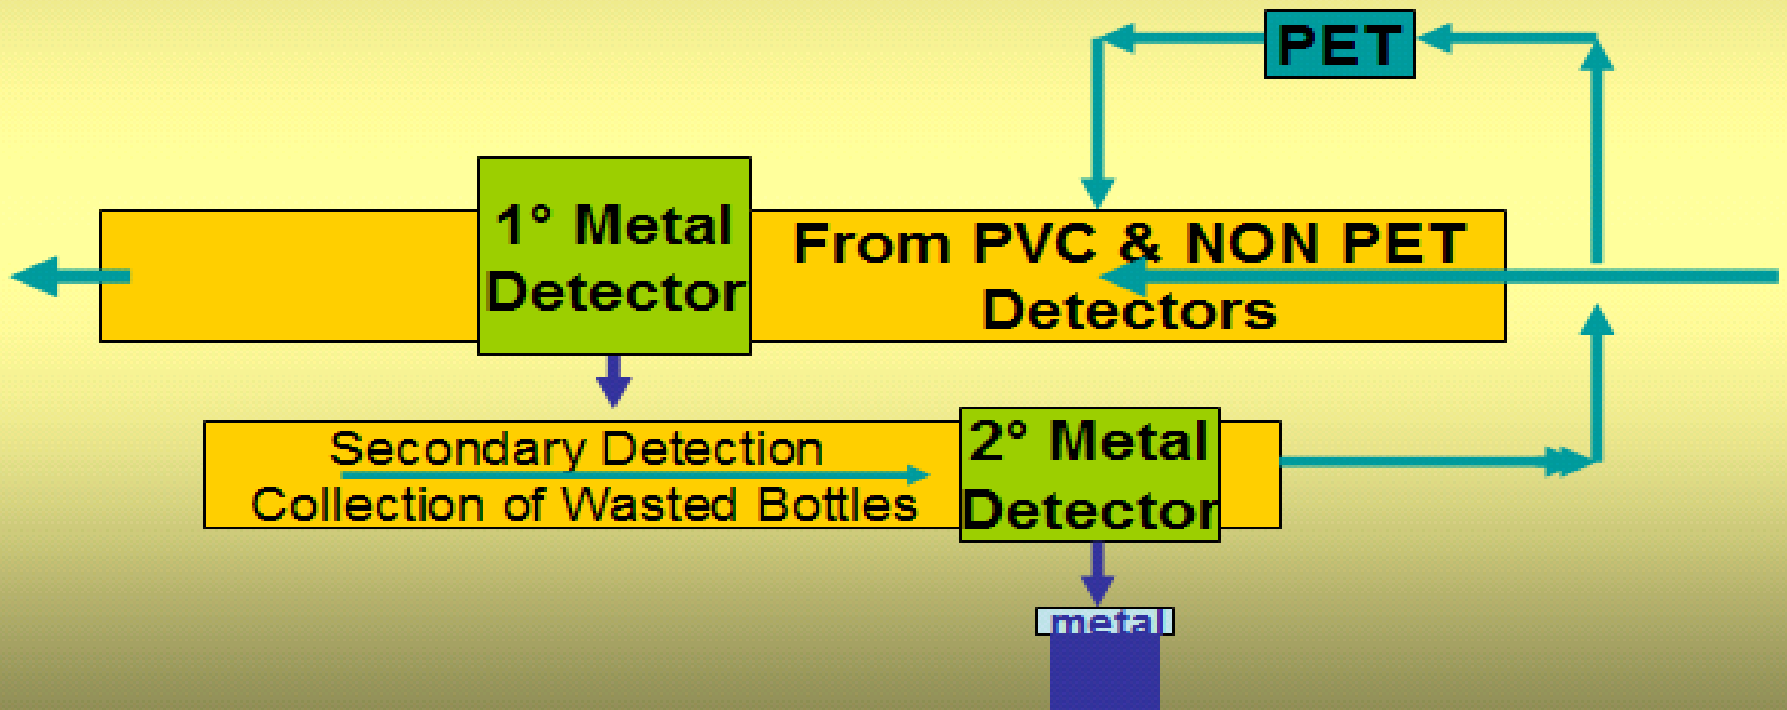 PET
1° Metal
Detector
From PVC & NON PET
Detectors
Secondary Detection
Collection of Wasted Bottles
2° Metal
Detector
metal